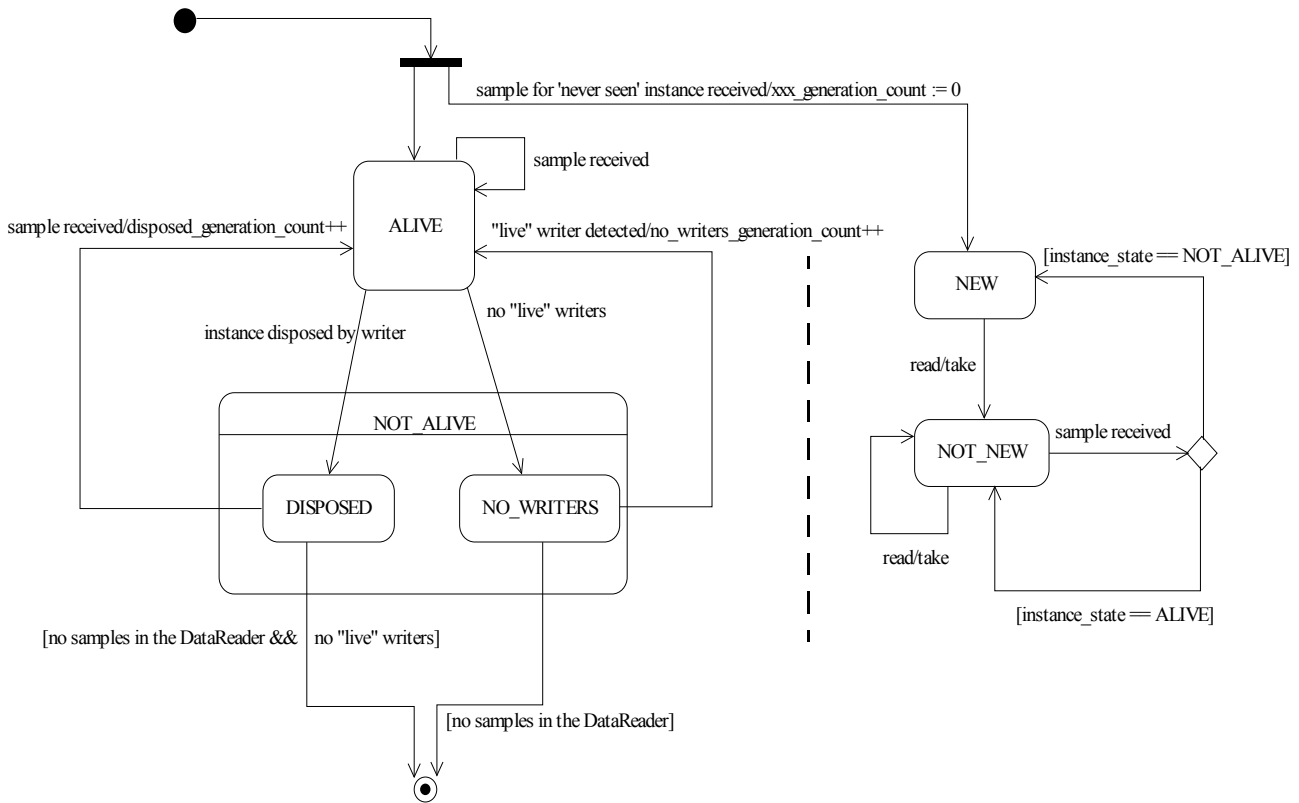 sample for 'never seen' instance received/xxx_generation_count := 0
sample received
sample received/disposed_generation_count++
ALIVE
"live" writer detected/no_writers_generation_count++
[instance_state == NOT_ALIVE]
NEW
no "live" writers
instance disposed by writer
read/take
NOT_ALIVE
sample received
NOT_NEW
DISPOSED
NO_WRITERS
read/take
[instance_state == ALIVE]
[no samples in the DataReader && no "live" writers]
[no samples in the DataReader]